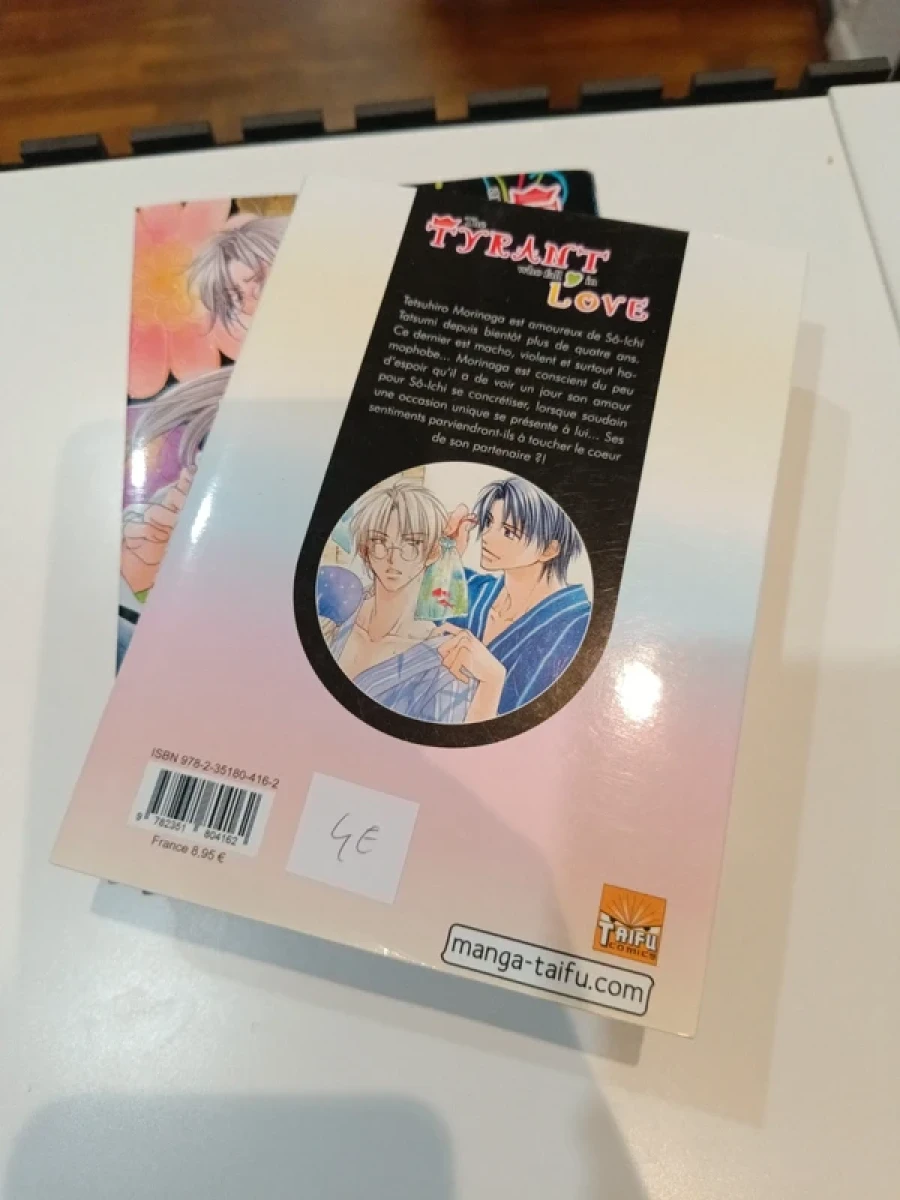 The
TYRANT
who fall in
LOVE
Tetsuhiro Morinaga est amoureux de Sô-Ichi
Tatsumi depuis bientôt plus de quatre ans.
Ce dernier est macho, violent et surtout ho-
mophobe... Morinaga est conscient du peu
d'espoir qu'il a de voir un jour son amour
pour Sô-Ichi se concrétiser, lorsque soudain
une occasion unique se présente à lui... Ses
sentiments parviendront-ils à toucher le coeur
de son partenaire ?!
ISBN 978-2-35180-416-2
9 782351 804162
France 8,95 €
4€
TAIFU
comics
manga-taifu.com